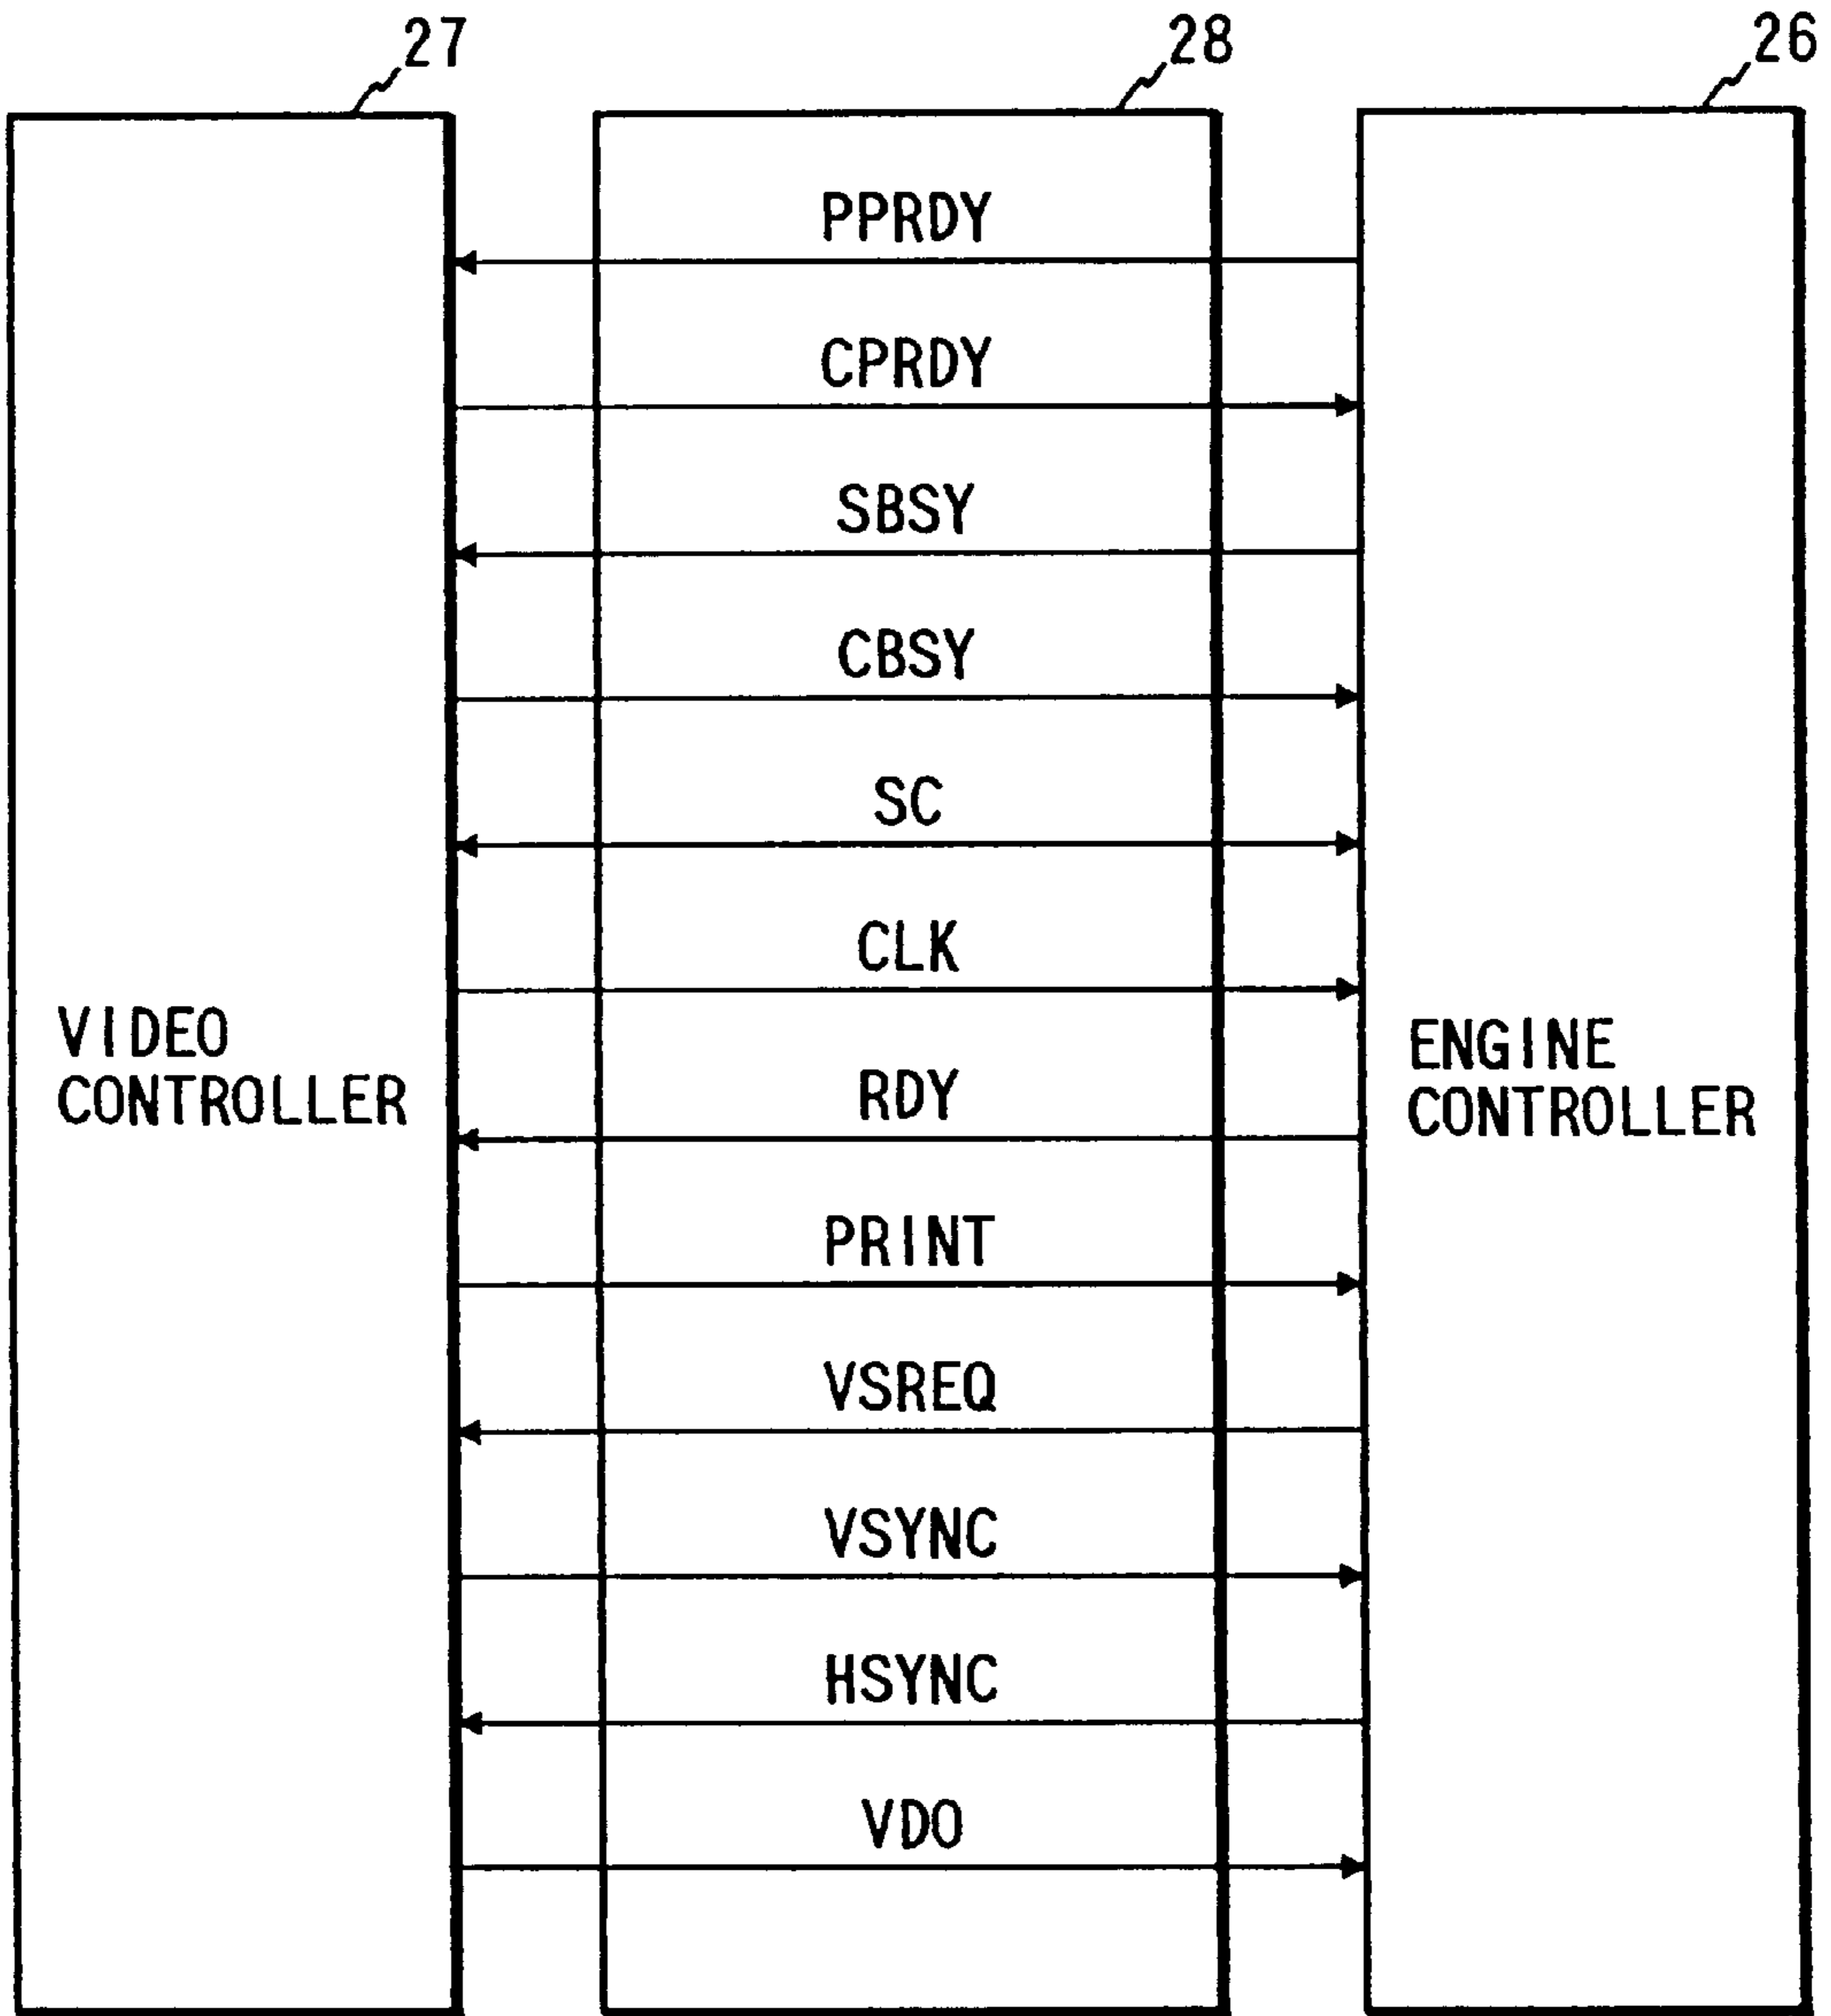 27
28
26
PPRDY
CPRDY
SBSY
CBSY
SC
CLK
VIDEO
CONTROLLER
RDY
ENGINE
CONTROLLER
PRINT
VSREQ
VSYNC
HSYNC
VDO